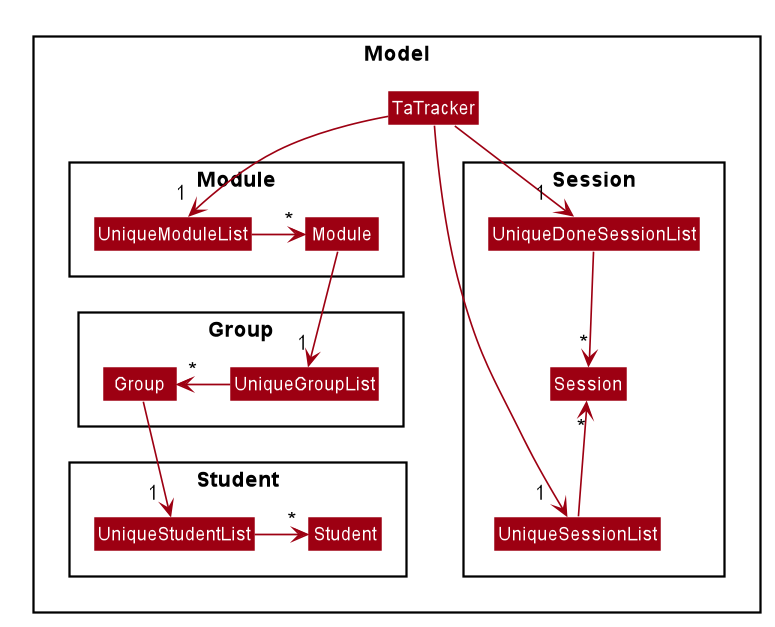 Model
TaTracker
Module
1
UniqueModuleList
*
Module
Session
1
UniqueDoneSessionList
Group
1
Group
*
UniqueGroupList
*
Session
*
Student
1
UniqueStudentList
*
Student
1
UniqueSessionList